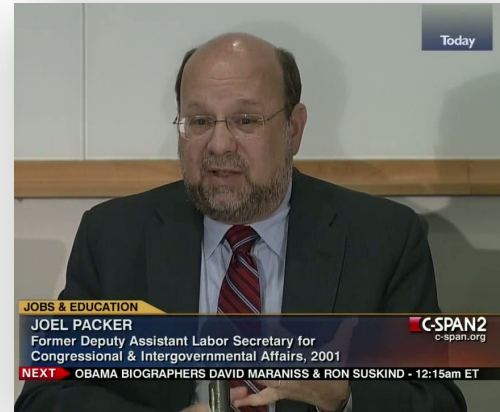 Today
JOBS & EDUCATION
JOEL PACKER
Former Deputy Assistant Labor Secretary for
Congressional & Intergovernmental Affairs, 2001
C-SPAN2
c-span.org
NEXT ► OBAMA BIOGRAPHERS DAVID MARANISS & RON SUSKIND - 12:15am ET